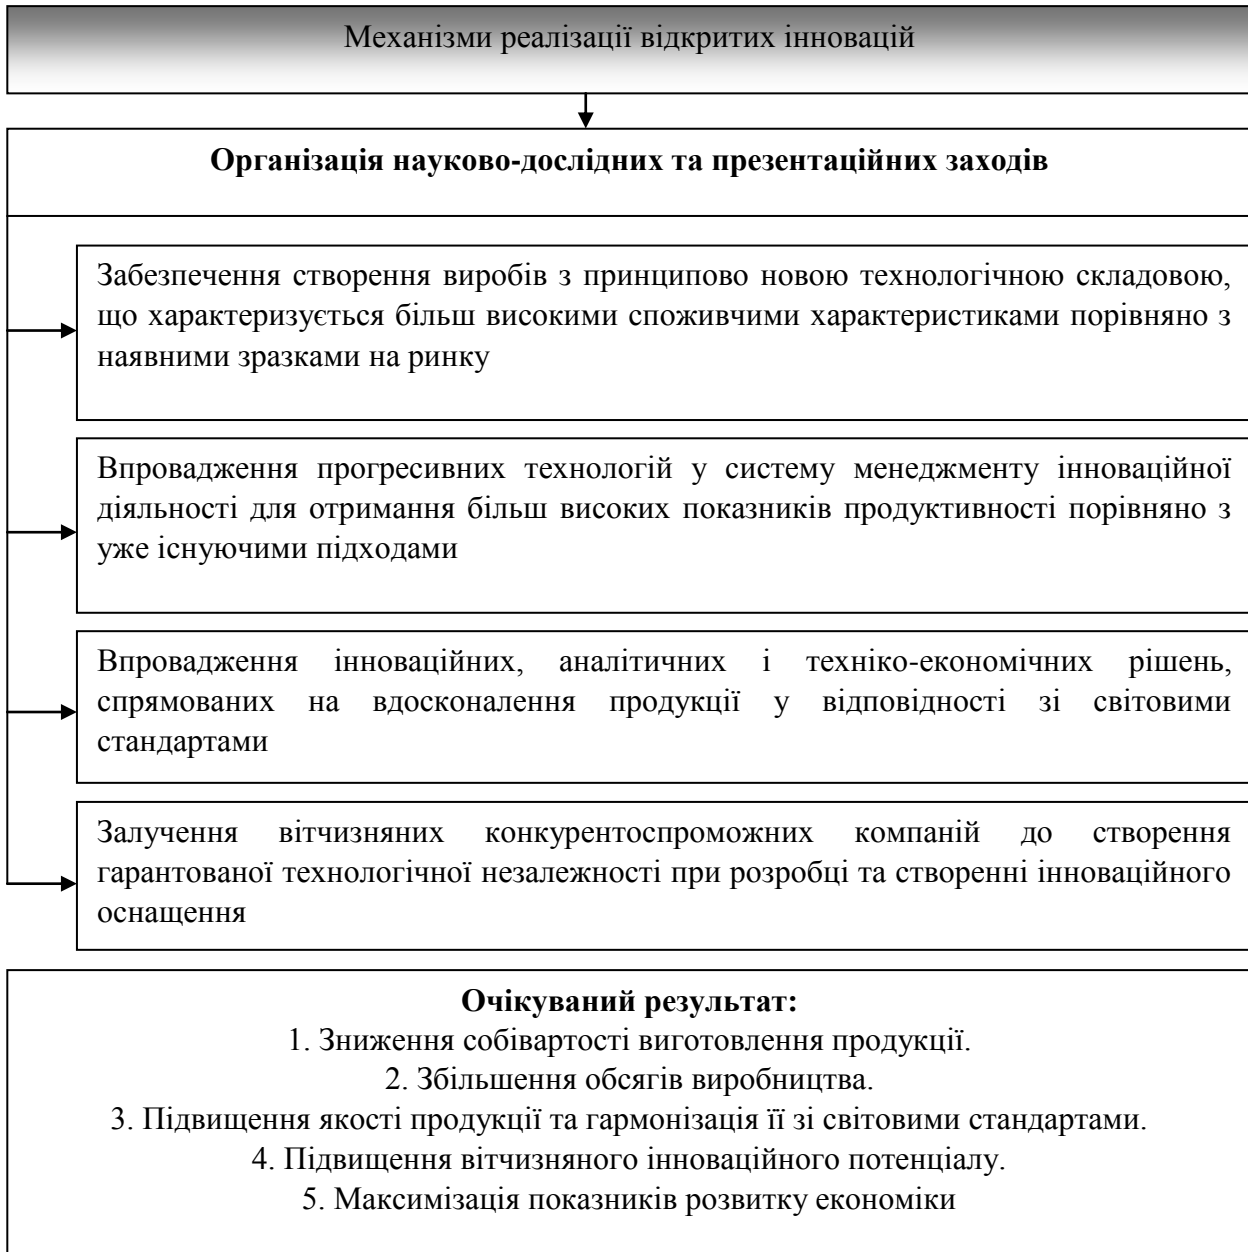 Механізми реалізації відкритих інновацій
Організація науково-дослідних та презентаційних заходів
Забезпечення створення виробів з принципово новою технологічною складовою,
що характеризується більш високими споживчими характеристиками порівняно з
наявними зразками на ринку
Впровадження прогресивних технологій у систему менеджменту інноваційної
діяльності для отримання більш високих показників продуктивності порівняно з
уже існуючими підходами
Впровадження інноваційних, аналітичних і техніко-економічних рішень,
спрямованих на вдосконалення продукції у відповідності зі світовими
стандартами
Залучення вітчизняних конкурентоспроможних компаній до створення
гарантованої технологічної незалежності при розробці та створенні інноваційного
оснащення
Очікуваний результат:
1. Зниження собівартості виготовлення продукції.
2. Збільшення обсягів виробництва.
3. Підвищення якості продукції та гармонізація її зі світовими стандартами.
4. Підвищення вітчизняного інноваційного потенціалу.
5. Максимізація показників розвитку економіки